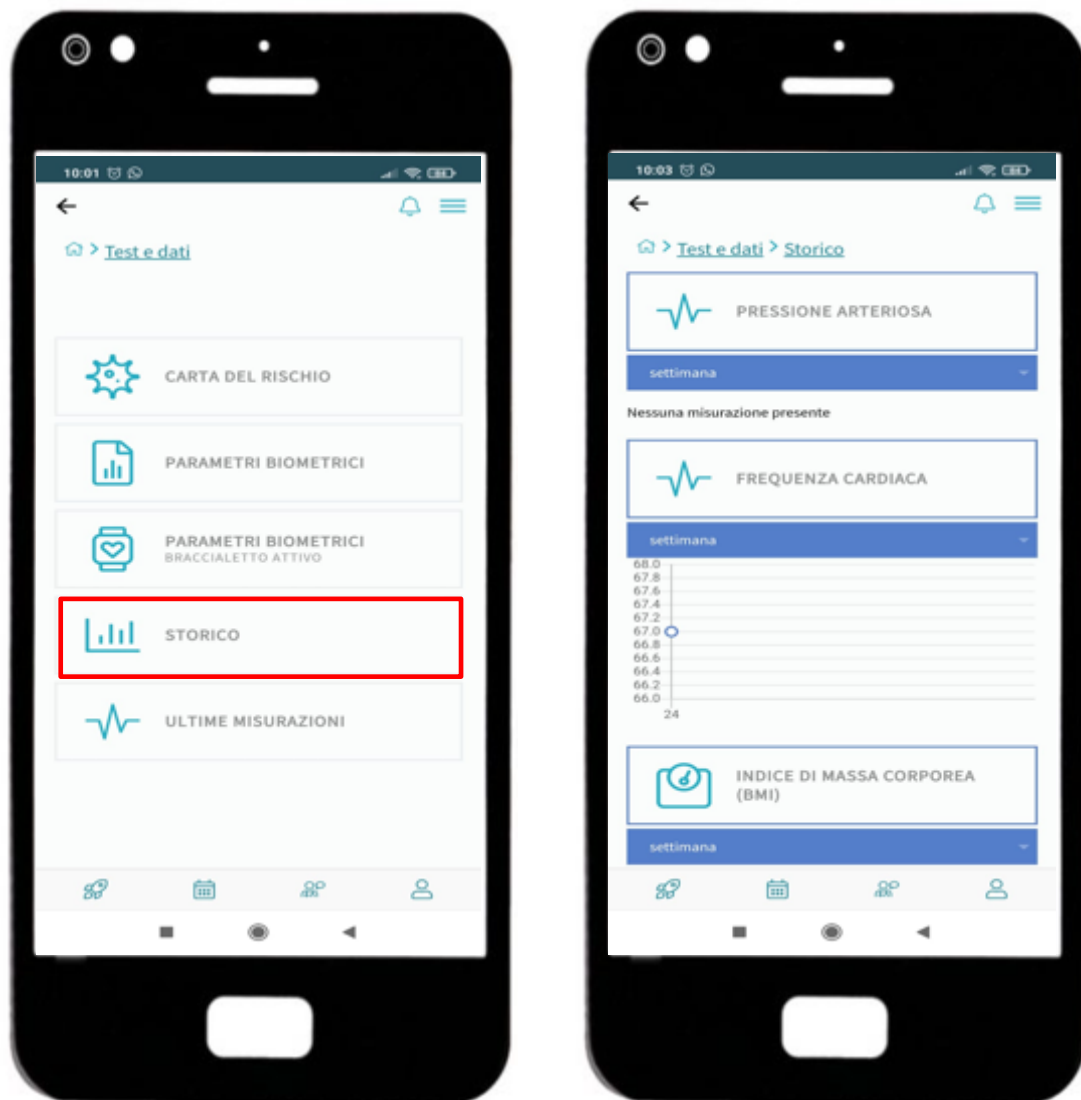 10:01
Test e dati
CARTA DEL RISCHIO
PARAMETRI BIOMETRICI
PARAMETRI BIOMETRICI
BRACCIALETTO ATTIVO
STORICO
ULTIME MISURAZIONI
10:03
Test e dati > Storico
PRESSIONE ARTERIOSA
settimana
Nessuna misurazione presente
FREQUENZA CARDIACA
settimana
68.0
67.8
67.6
67.4
67.2
67.0
66.8
66.6
66.4
66.2
66.0
24
INDICE DI MASSA CORPOREA
(BMI)
settimana